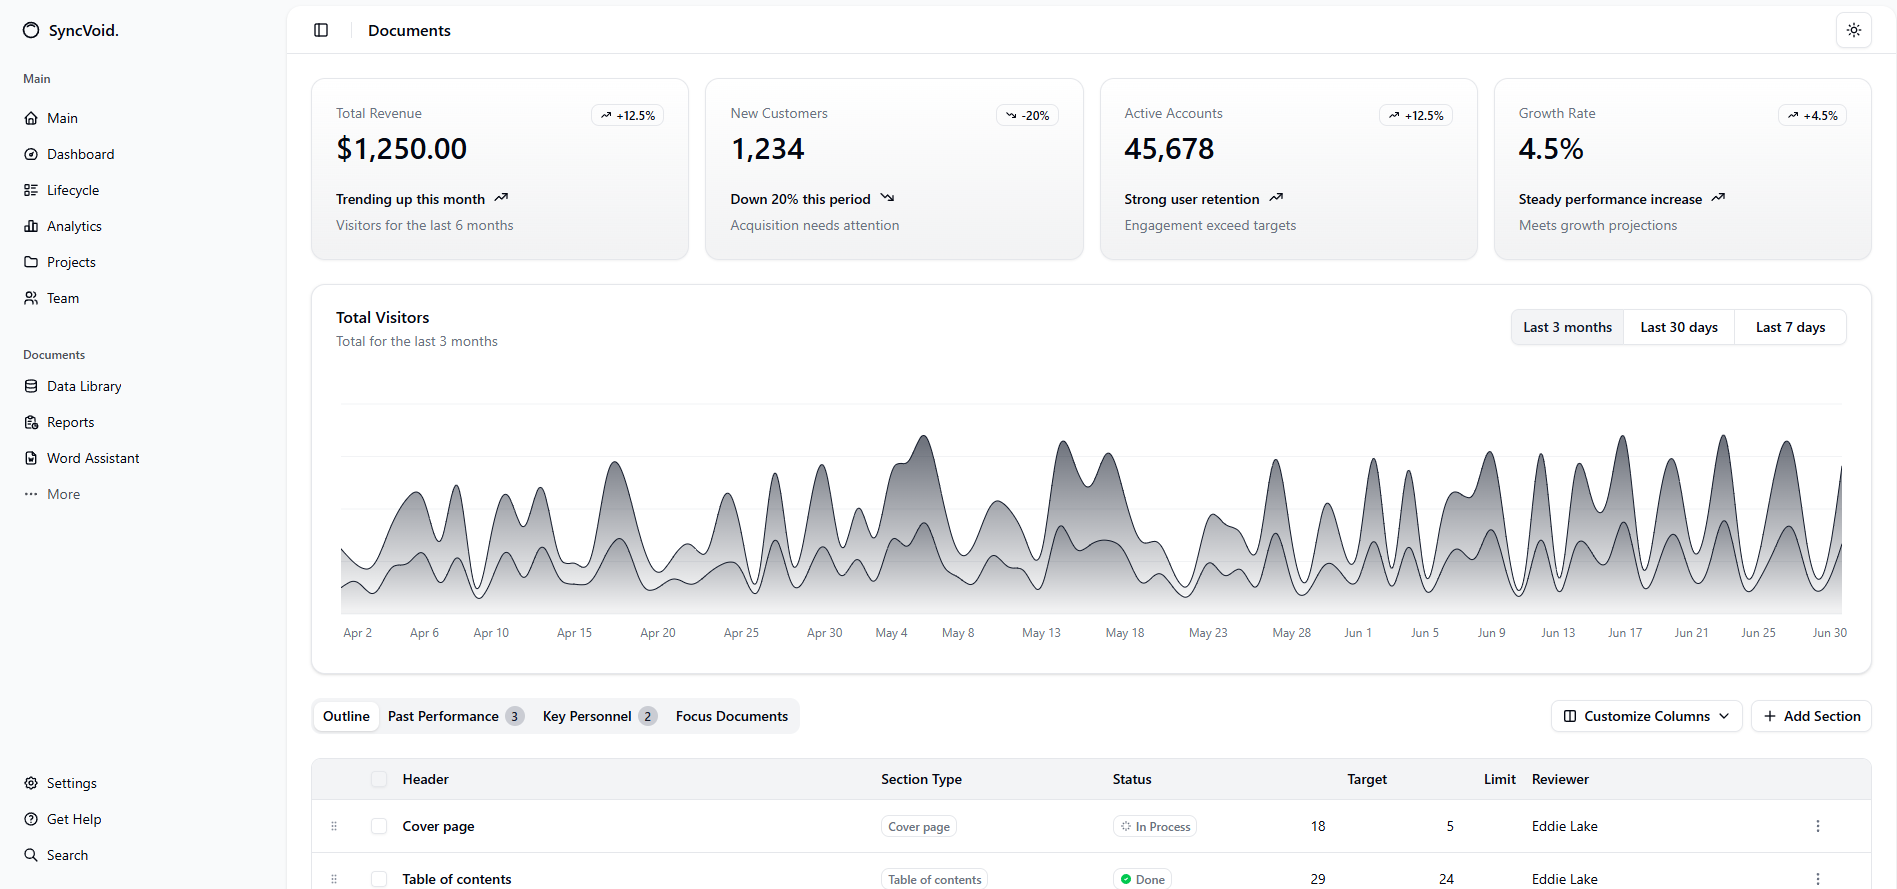 SyncVoid.
Main
Main
Dashboard
Lifecycle
Analytics
Projects
Team
Documents
Data Library
Reports
Word Assistant
More
Settings
Get Help
Search
Documents
Total Revenue
+12.5%
$1,250.00
Trending up this month
Visitors for the last 6 months
New Customers
-20%
1,234
Down 20% this period
Acquisition needs attention
Active Accounts
+12.5%
45,678
Strong user retention
Engagement exceed targets
Growth Rate
+4.5%
4.5%
Steady performance increase
Meets growth projections
Total Visitors
Total for the last 3 months
Last 3 months Last 30 days Last 7 days
Apr 2 Apr 6 Apr 10 Apr 15 Apr 20 Apr 25 Apr 30 May 4 May 8 May 13 May 18 May 23 May 28 Jun 1 Jun 5 Jun 9 Jun 13 Jun 17 Jun 21 Jun 25 Jun 30
Outline Past Performance 3 Key Personnel 2 Focus Documents
Customize Columns Add Section
Header Section Type Status Target Limit Reviewer
Cover page Cover page In Process 18 5 Eddie Lake
Table of contents Table of contents Done 29 24 Eddie Lake